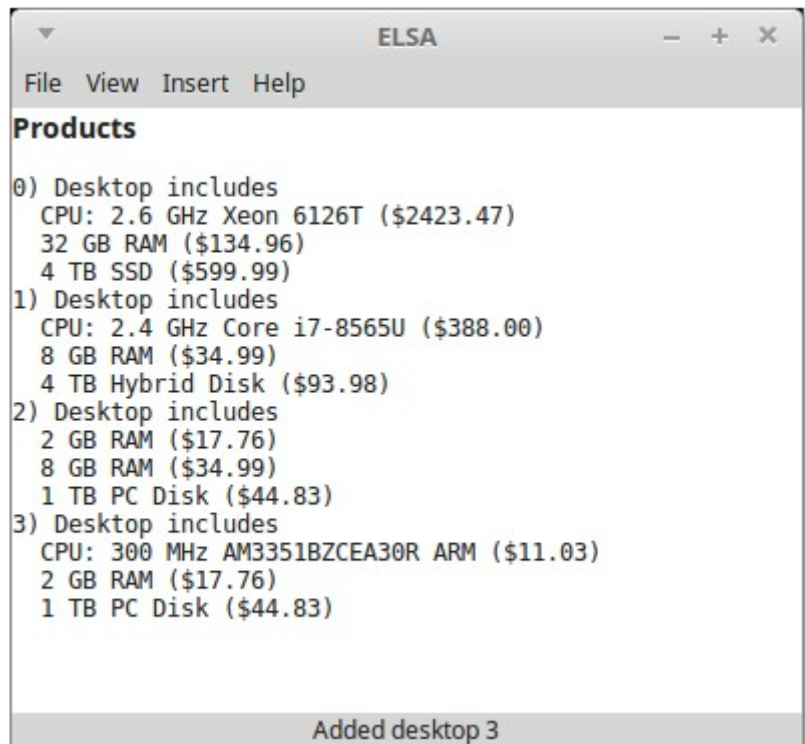 ELSA
File View Insert Help
Products
0) Desktop includes
CPU: 2.6 GHz Xeon 6126T ($2423.47)
32 GB RAM ($134.96)
4 TB SSD ($599.99)
1) Desktop includes
CPU: 2.4 GHz Core i7-8565U ($388.00)
8 GB RAM ($34.99)
4 TB Hybrid Disk ($93.98)
2) Desktop includes
2 GB RAM ($17.76)
8 GB RAM ($34.99)
1 TB PC Disk ($44.83)
3) Desktop includes
CPU: 300 MHz AM3351BZCEA30R ARM ($11.03)
2 GB RAM ($17.76)
1 TB PC Disk ($44.83)
Added desktop 3